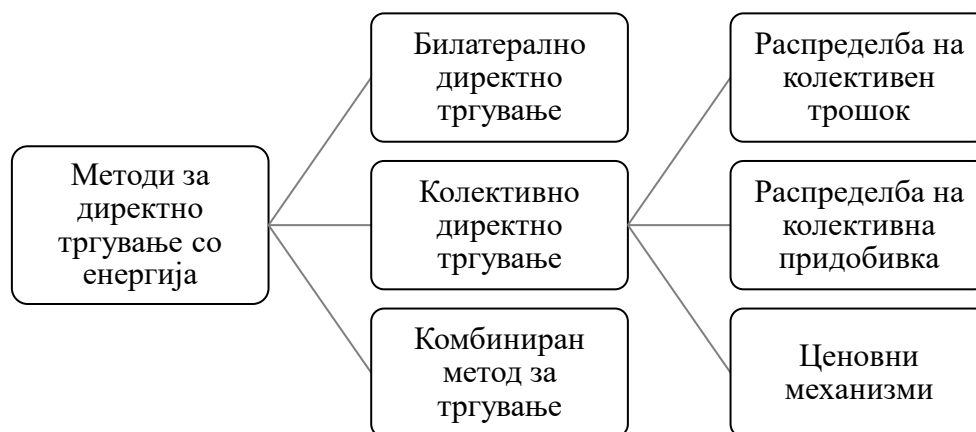 Методи за
директно
тргување со
енергија
Билатерално
директно
тргување
Колективно
директно
тргување
Комбиниран
метод за
тргување
Распределба на
колективен
трошок
Распределба на
колективна
придобивка
Ценовни
механизми